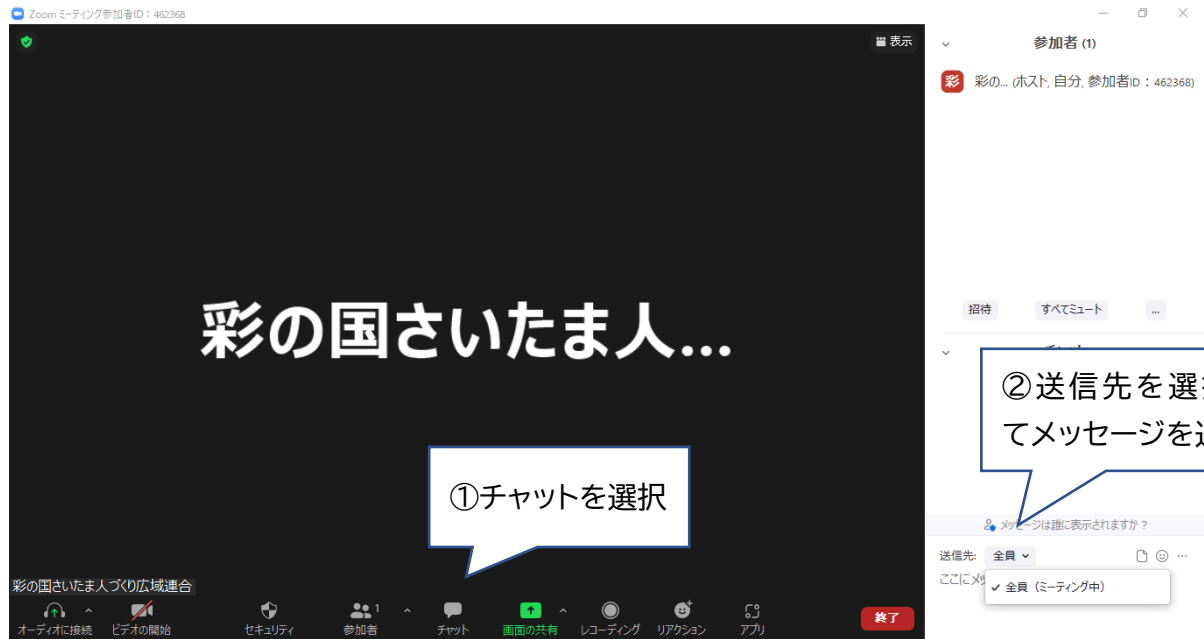 Zoom ミーティング参加者ID：462368
表示
参加者 (1)
彩 彩の... (ホスト, 自分, 参加者ID：462368)
彩の国さいたま人...
招待 すべてミュート ...
②送信先を選
てメッセージを
①チャットを選択
メッセージは誰に表示されますか？
送信先: 全員
ここにメッ
全員（ミーティング中）
彩の国さいたま人づくり広域連合
1
オーディオに接続 ビデオの開始 セキュリティ 参加者 チャット 画面の共有 レコーディング リアクション アプリ 終了